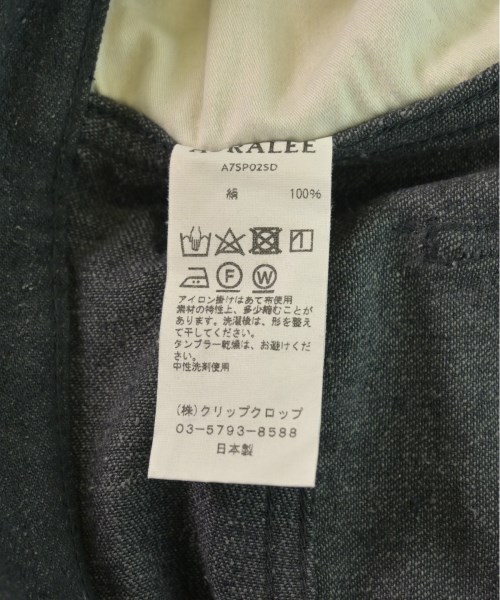 AURALEE
A7SP02SD
絹 100%
F W
アイロン掛けはあて布使用
素材の特性上、多少縮むことが
あります。洗濯後は、形を整え
て干してください。
タンブラー乾燥は、お避けくだ
さい。
中性洗剤使用
(株)クリップクロップ
03-5793-8588
日本製